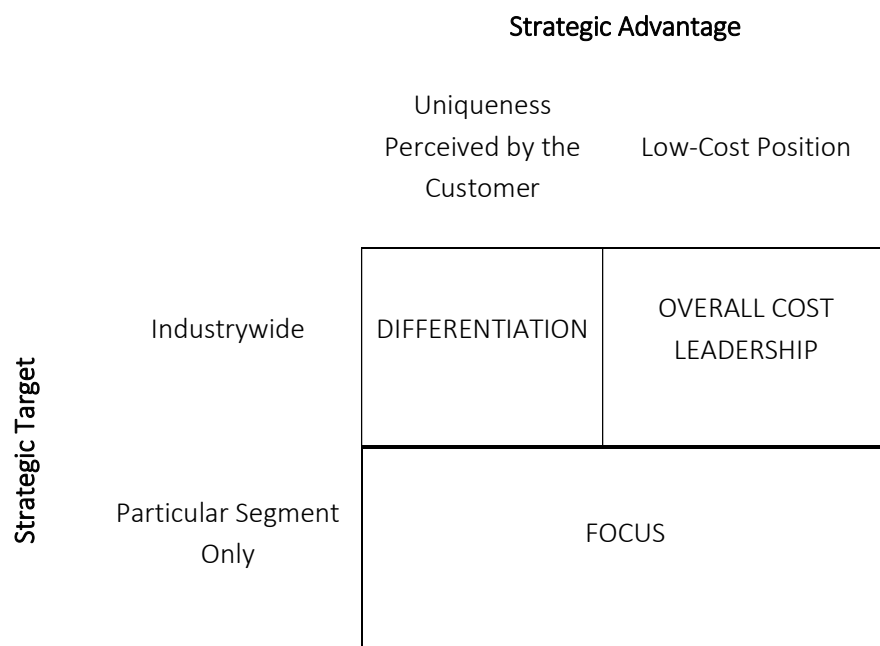 Strategic Advantage
Uniqueness
Perceived by the
Customer
Low-Cost Position
Strategic Target
Industrywide
DIFFERENTIATION
OVERALL COST
LEADERSHIP
Particular Segment
Only
FOCUS